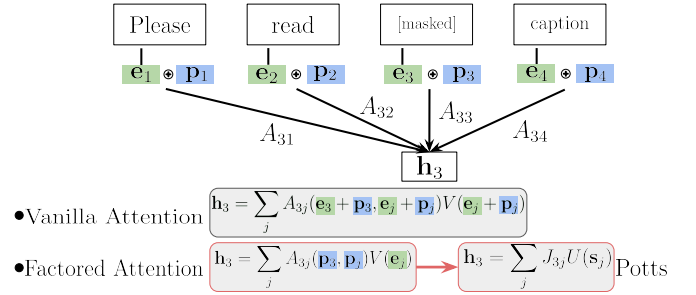 Please read [masked] caption
e₁ ⊕ p₁ e₂ ⊕ p₂ e₃ ⊕ p₃ e₄ ⊕ p₄
A₃₁ A₃₂ A₃₃ A₃₄
h₃
•Vanilla Attention h₃ = ∑ⱼ A₃ⱼ(e₃ + p₃, eⱼ + pⱼ)V(eⱼ + pⱼ)
•Factored Attention h₃ = ∑ⱼ A₃ⱼ(p₃, pⱼ)V(eⱼ) → h₃ = ∑ⱼ J₃ⱼU(sⱼ) Potts